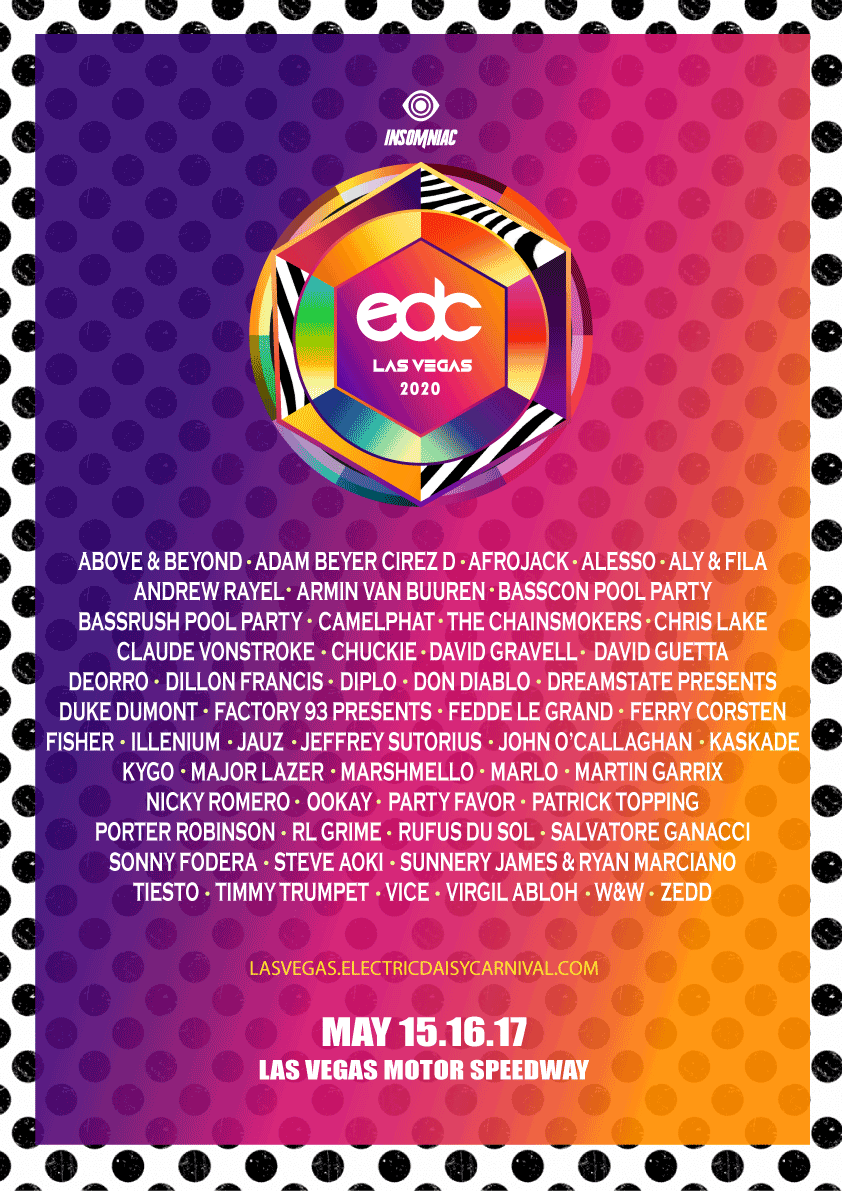 INSOMNIAC
edc
LAS VEGAS
2020
ABOVE & BEYOND • ADAM BEYER CIREZ D • AFROJACK • ALESSO • ALY & FILA
ANDREW RAYEL • ARMIN VAN BUUREN • BASSCON POOL PARTY
BASSRUSH POOL PARTY • CAMELPHAT • THE CHAINSMOKERS • CHRIS LAKE
CLAUDE VONSTROKE • CHUCKIE • DAVID GRAVELL • DAVID GUETTA
DEORRO • DILLON FRANCIS • DIPLO • DON DIABLO • DREAMSTATE PRESENTS
DUKE DUMONT • FACTORY 93 PRESENTS • FEDDE LE GRAND • FERRY CORSTEN
FISHER • ILLENIUM • JAUZ • JEFFREY SUTORIUS • JOHN O'CALLAGHAN • KASKADE
KYGO • MAJOR LAZER • MARSHMELLO • MARLO • MARTIN GARRIX
NICKY ROMERO • OOKAY • PARTY FAVOR • PATRICK TOPPING
PORTER ROBINSON • RL GRIME • RUFUS DU SOL • SALVATORE GANACCI
SONNY FODERA • STEVE AOKI • SUNNERY JAMES & RYAN MARCIANO
TIESTO • TIMMY TRUMPET • VICE • VIRGIL ABLOH • W&W • ZEDD
LASVEGAS.ELECTRICDAISYCARNIVAL.COM
MAY 15.16.17
LAS VEGAS MOTOR SPEEDWAY